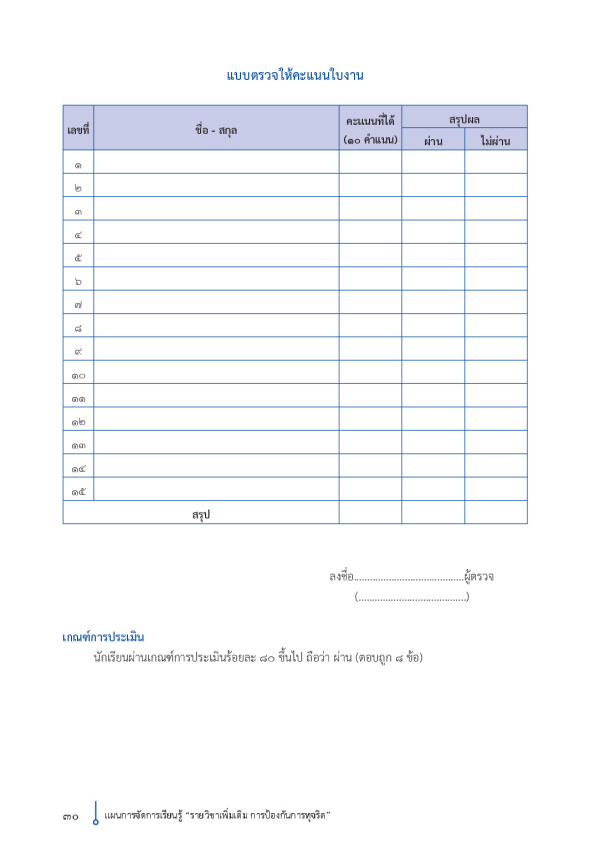 แบบตรวจให้คะแนนใบงาน
เลขที่ ชื่อ - สกุล คะแนนที่ได้ (๑๐ คำแนน) สรุปผล
ผ่าน ไม่ผ่าน
๑
๒
๓
๔
๕
๖
๗
๘
๙
๑๐
๑๑
๑๒
๑๓
๑๔
๑๕
สรุป
ลงชื่อ.........................................ผู้ตรวจ
(........................................)
เกณฑ์การประเมิน
นักเรียนผ่านเกณฑ์การประเมินร้อยละ ๘๐ ขึ้นไป ถือว่า ผ่าน (ตอบถูก ๘ ข้อ)
๓๐ แผนการจัดการเรียนรู้ “รายวิชาเพิ่มเติม การป้องกันการทุจริต”